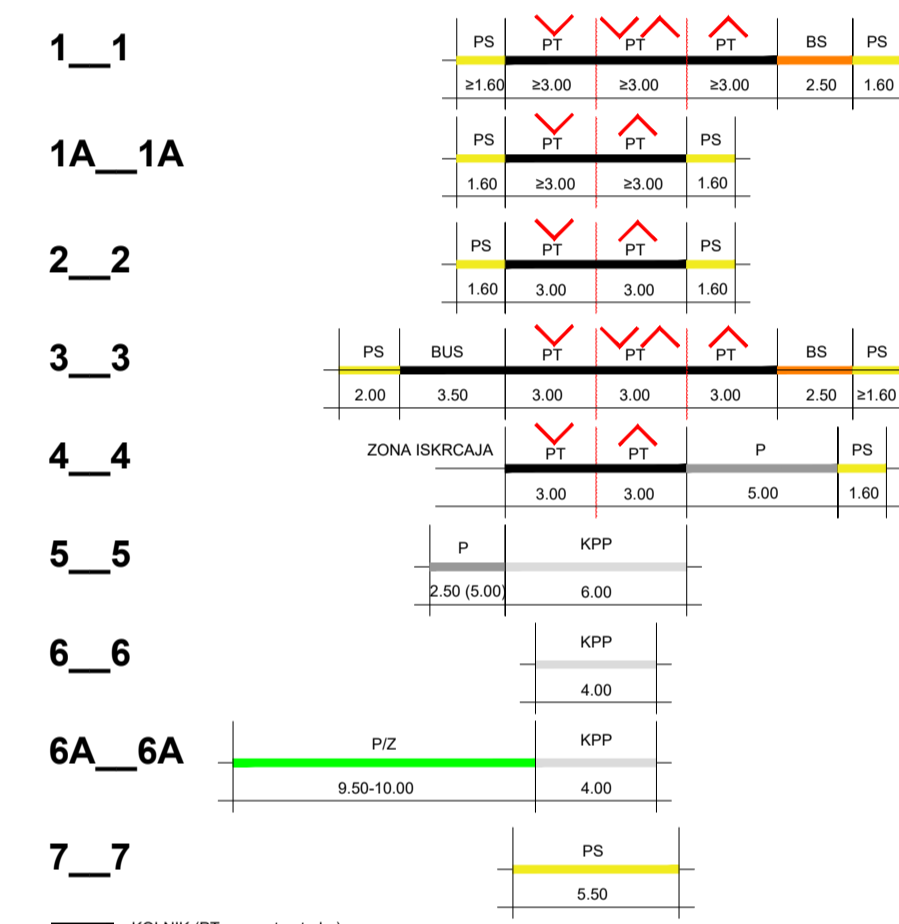 1__1
PS PT PT PT BS PS
≥1.60 ≥3.00 ≥3.00 ≥3.00 2.50 1.60
1A__1A
PS PT PT PS
1.60 ≥3.00 ≥3.00 1.60
2__2
PS PT PT PS
1.60 3.00 3.00 1.60
3__3
PS BUS PT PT PT BS PS
2.00 3.50 3.00 3.00 3.00 2.50 ≥1.60
4__4
ZONA ISKRCAJA PT PT P PS
3.00 3.00 5.00 1.60
5__5
P KPP
2.50 (5.00) 6.00
6__6
KPP
4.00
6A__6A
P/Z KPP
9.50-10.00 4.00
7__7
PS
5.50
KOLNIK (PT